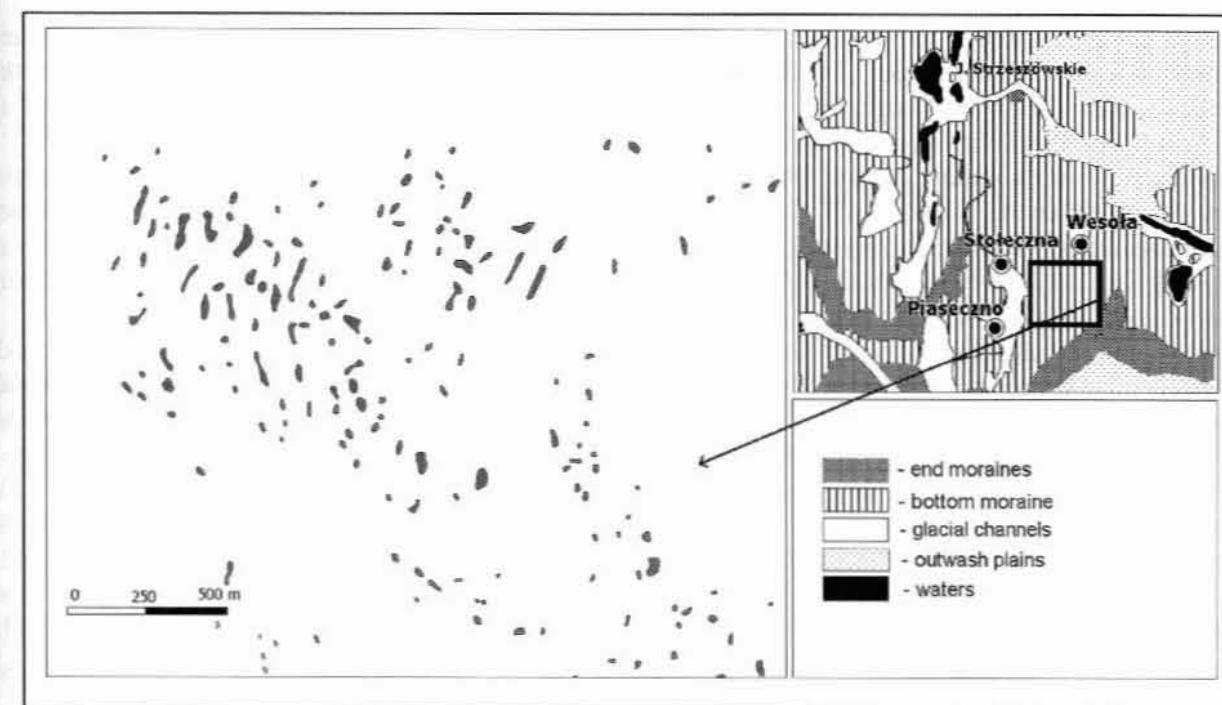 J.
Strzeszowskie
Wesoła
Stołeczna
Piaseczno
- end moraines
- bottom moraine
- glacial channels
- outwash plains
- waters
0 250 500 m